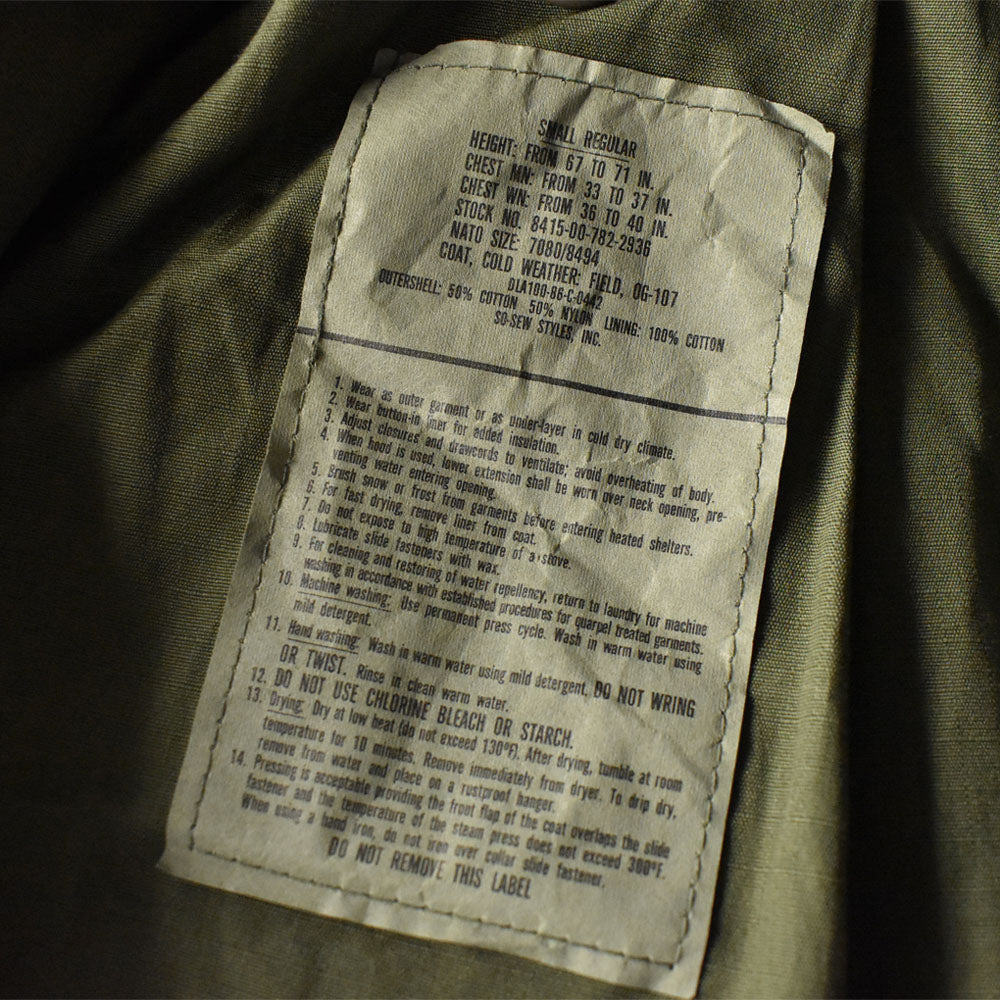 SMALL REGULAR
HEIGHT: FROM 67 TO 71 IN.
CHEST MN: FROM 33 TO 37 IN.
CHEST WN: FROM 36 TO 40 IN.
STOCK NO. 8415-00-782-2936
NATO SIZE: 7080/8494
COAT, COLD WEATHER: FIELD, OG-107
DLA100-86-C-0442
OUTERSHELL: 50% COTTON 50% NYLON LINING: 100% COTTON
SO-SEW STYLES, INC.
1. Wear as outer garment or as under-layer in cold dry climate.
2. Wear button-in liner for added insulation.
3. Adjust closures and drawcords to ventilate; avoid overheating of body.
4. When hood is used, lower extension shall be worn over neck opening, pre-
venting water entering opening.
5. Brush snow or frost from garments before entering heated shelters.
6. For fast drying, remove liner from coat.
7. Do not expose to high temperature of a stove.
8. Lubricate slide fasteners with wax.
9. For cleaning and restoring of water repellency, return to laundry for machine
washing in accordance with established procedures for quarpel treated garments.
10. Machine washing: Use permanent press cycle. Wash in warm water using
mild detergent.
11. Hand washing: Wash in warm water using mild detergent. DO NOT WRING
OR TWIST. Rinse in clean warm water.
12. DO NOT USE CHLORINE BLEACH OR STARCH.
13. Drying: Dry at low heat (do not exceed 130°F). After drying, tumble at room
temperature for 10 minutes. Remove immediately from dryer. To drip dry,
remove from water and place on a rustproof hanger.
14. Pressing is acceptable providing the front flap of the coat overlaps the slide
fastener and the temperature of the steam press does not exceed 300°F.
When using a hand iron, do not iron over collar slide fastener.
DO NOT REMOVE THIS LABEL